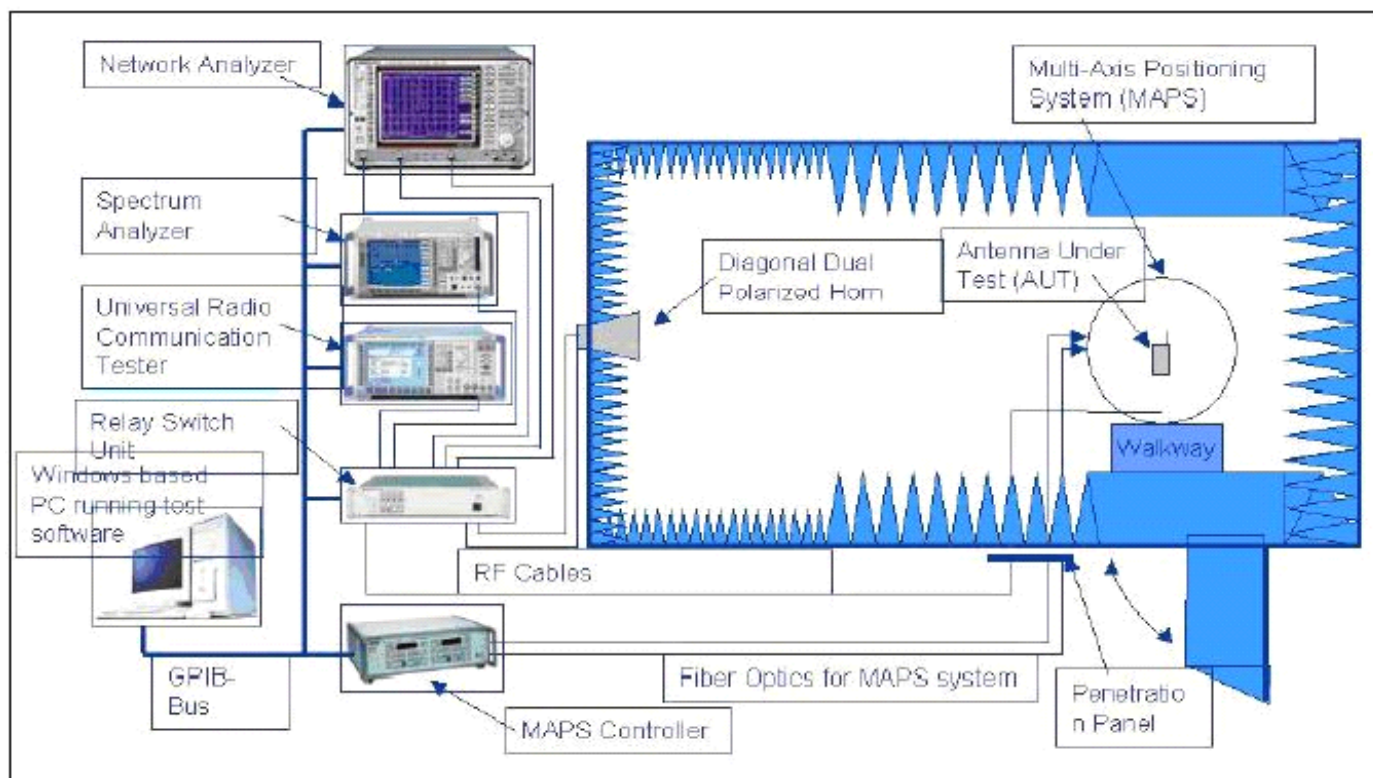 Network Analyzer
Multi-Axis Positioning
System (MAPS)
Spectrum
Analyzer
Diagonal Dual
Polarized Horn
Antenna Under
Test (AUT)
Universal Radio
Communication
Tester
Relay Switch
Unit
Walkway
Windows based
PC running test
software
RF Cables
GPIB-
Bus
Fiber Optics for MAPS system
Penetratio
n Panel
MAPS Controller